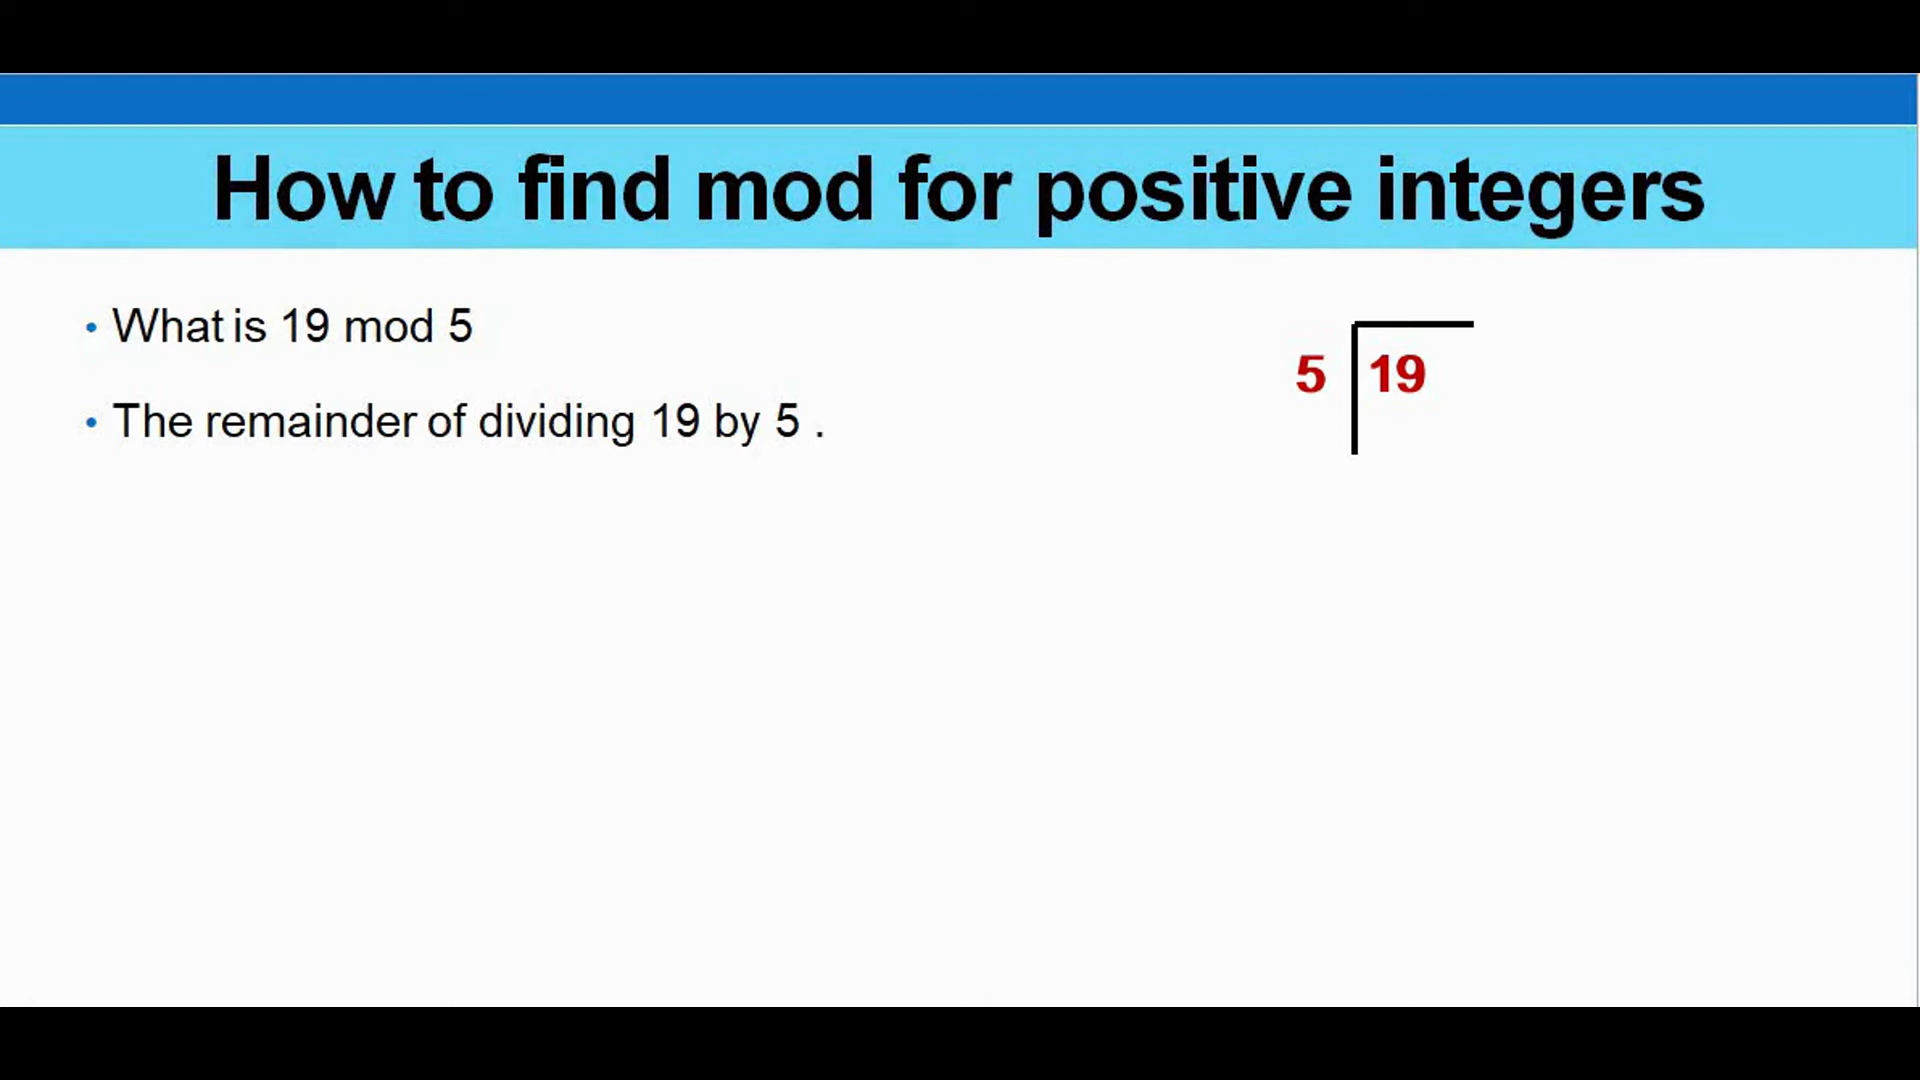 How to find mod for positive integers
• What is 19 mod 5
• The remainder of dividing 19 by 5 .
5 19